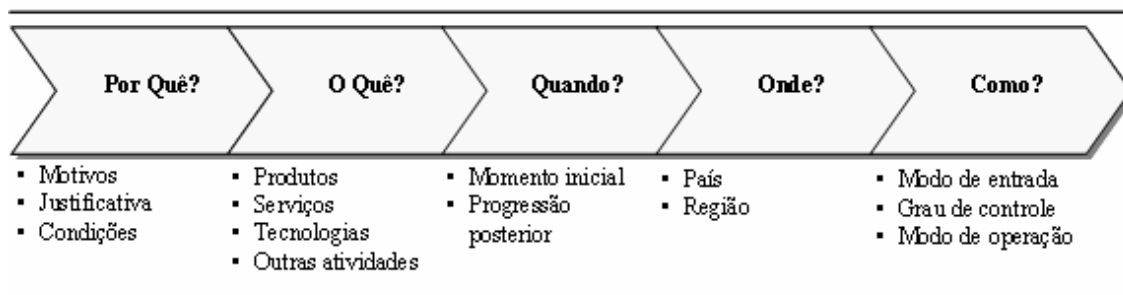 Por Quê?
O Quê?
Quando?
Onde?
Como?
▪ Motivos
▪ Justificativa
▪ Condições
▪ Produtos
▪ Serviços
▪ Tecnologias
▪ Outras atividades
▪ Momento inicial
▪ Progressão
posterior
▪ País
▪ Região
▪ Modo de entrada
▪ Grau de controle
▪ Modo de operação